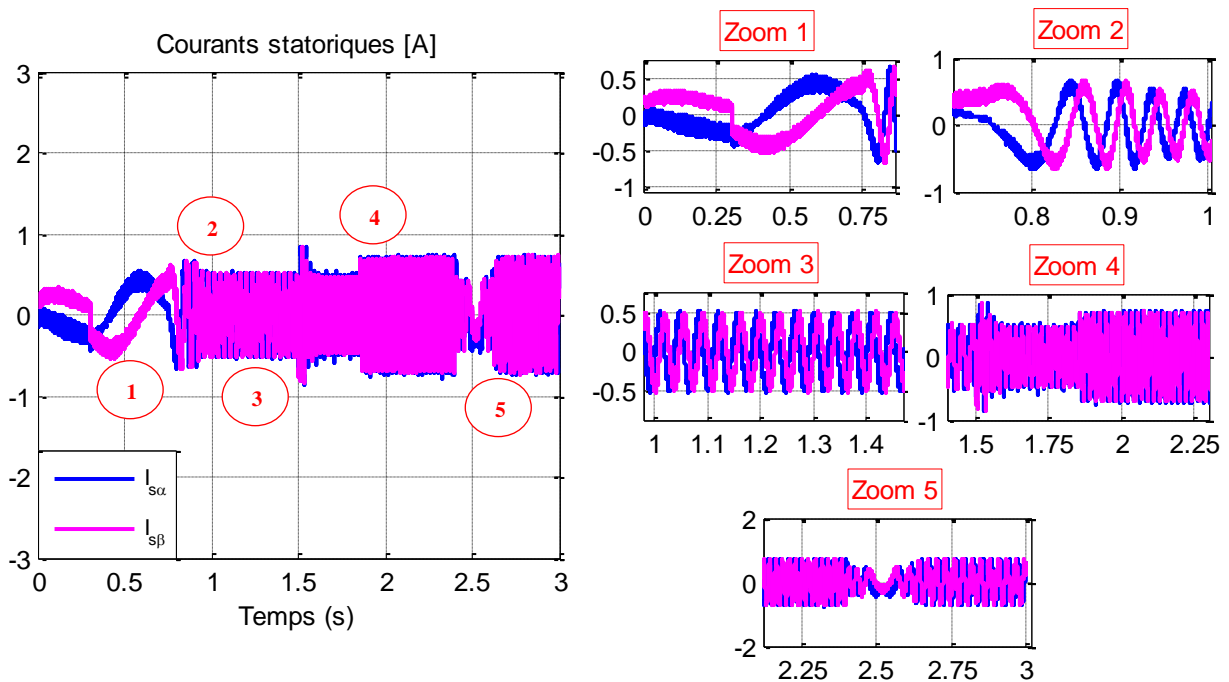 Courants statoriques [A]
3
2
1
0
-1
-2
-3
2
4
1
3
5
I sα
I sβ
0 0.5 1 1.5 2 2.5 3
Temps (s)
Zoom 1
0.5
0
-0.5
-1
0 0.25 0.5 0.75
Zoom 2
1
0
-1
0.8 0.9 1
Zoom 3
0.5
0
-0.5
1 1.1 1.2 1.3 1.4
Zoom 4
1
0
-1
1.5 1.75 2 2.25
Zoom 5
2
0
-2
2.25 2.5 2.75 3